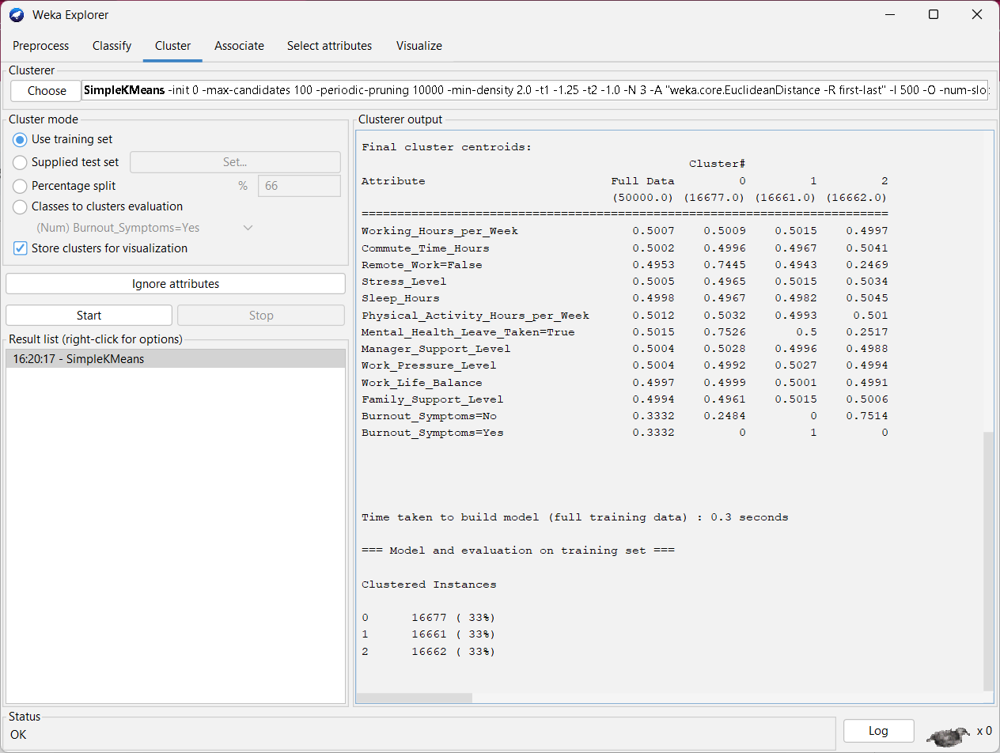 Weka Explorer
Preprocess Classify Cluster Associate Select attributes Visualize
Clusterer
Choose SimpleKMeans -init 0 -max-candidates 100 -periodic-pruning 10000 -min-density 2.0 -t1 -1.25 -t2 -1.0 -N 3 -A "weka.core.EuclideanDistance -R first-last" -I 500 -O -num-slo
Cluster mode
Use training set
Supplied test set Set...
Percentage split % 66
Classes to clusters evaluation
(Num) Burnout_Symptoms=Yes
Store clusters for visualization
Ignore attributes
Start Stop
Result list (right-click for options)
16:20:17 - SimpleKMeans
Clusterer output
Final cluster centroids:
Cluster#
Attribute Full Data 0 1 2
(50000.0) (16677.0) (16661.0) (16662.0)
==========================================================================
Working_Hours_per_Week 0.5007 0.5009 0.5015 0.4997
Commute_Time_Hours 0.5002 0.4996 0.4967 0.5041
Remote_Work=False 0.4953 0.7445 0.4943 0.2469
Stress_Level 0.5005 0.4965 0.5015 0.5034
Sleep_Hours 0.4998 0.4967 0.4982 0.5045
Physical_Activity_Hours_per_Week 0.5012 0.5032 0.4993 0.501
Mental_Health_Leave_Taken=True 0.5015 0.7526 0.5 0.2517
Manager_Support_Level 0.5004 0.5028 0.4996 0.4988
Work_Pressure_Level 0.5004 0.4992 0.5027 0.4994
Work_Life_Balance 0.4997 0.4999 0.5001 0.4991
Family_Support_Level 0.4994 0.4961 0.5015 0.5006
Burnout_Symptoms=No 0.3332 0.2484 0 0.7514
Burnout_Symptoms=Yes 0.3332 0 1 0
Time taken to build model (full training data) : 0.3 seconds
=== Model and evaluation on training set ===
Clustered Instances
0 16677 ( 33%)
1 16661 ( 33%)
2 16662 ( 33%)
Status
OK
Log x 0